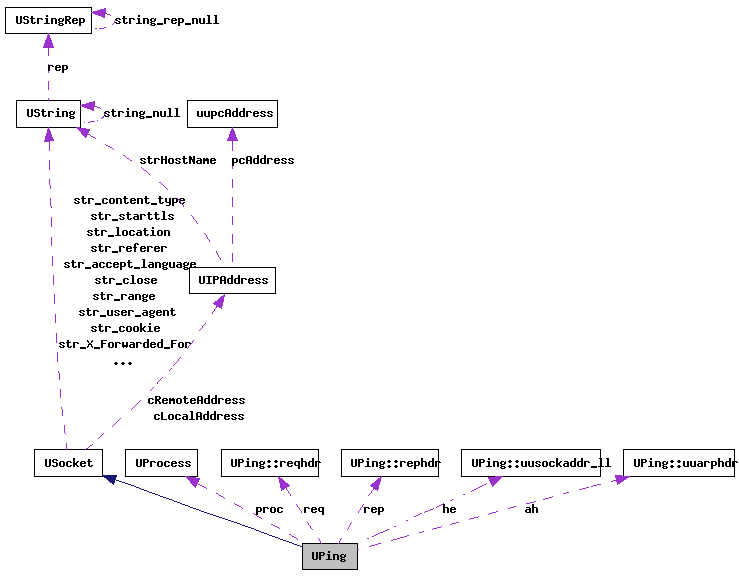 UStringRep
string_rep_null
rep
UString
string_null
uupcAddress
strHostName
pcAddress
str_content_type
str_starttls
str_location
str_referer
str_accept_language
str_close
str_range
str_user_agent
str_cookie
str_X_Forwarded_For
...
UIPAddress
cRemoteAddress
cLocalAddress
USocket
UProcess
UPing::reqhdr
UPing::rephdr
UPing::uusockaddr_ll
UPing::uuarphdr
proc
req
rep
he
ah
UPing